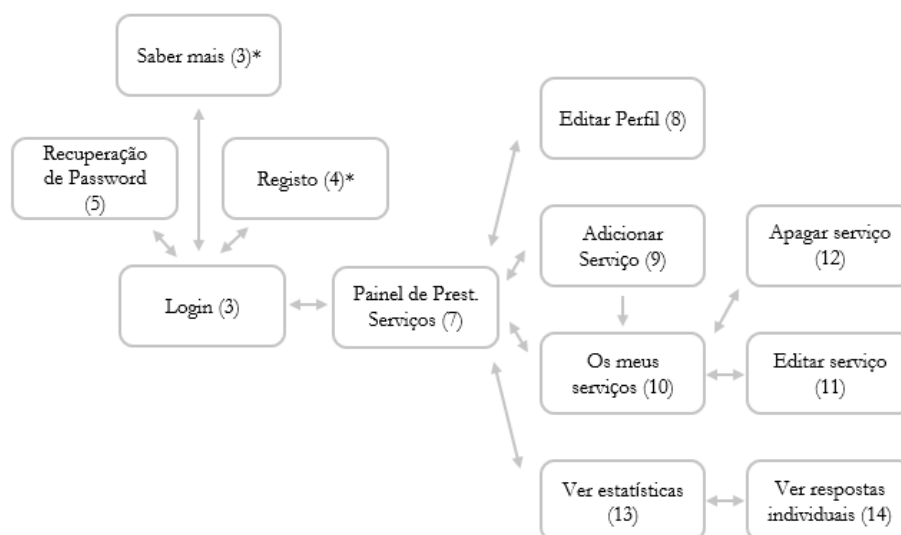 Saber mais (3)*
Editar Perfil (8)
Recuperação
de Password
(5)
Registo (4)*
Adicionar
Serviço (9)
Apagar serviço
(12)
Login (3)
Painel de Prest.
Serviços (7)
Os meus
serviços (10)
Editar serviço
(11)
Ver estatísticas
(13)
Ver respostas
individuais (14)